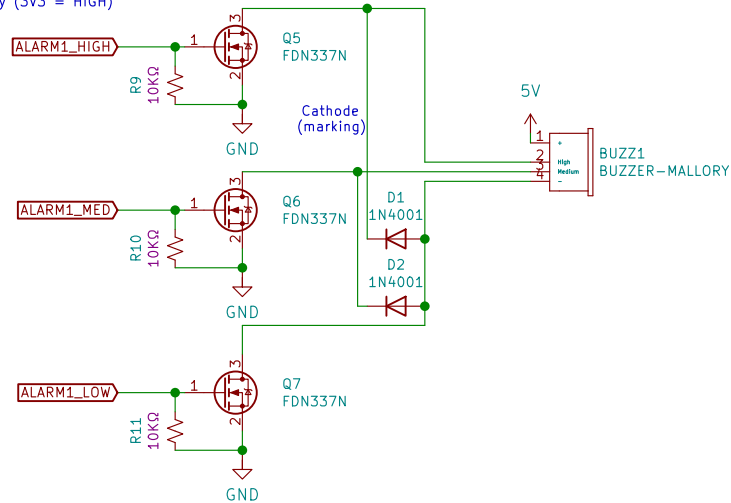 y (3V3 = HIGH)
ALARM1_HIGH
1
3
2
Q5
FDN337N
R9
10KΩ
GND
Cathode
(marking)
5V
1
2
3
4
+
High
Medium
-
BUZZ1
BUZZER-MALLORY
ALARM1_MED
1
3
2
Q6
FDN337N
R10
10KΩ
GND
D1
1N4001
D2
1N4001
ALARM1_LOW
1
3
2
Q7
FDN337N
R11
10KΩ
GND